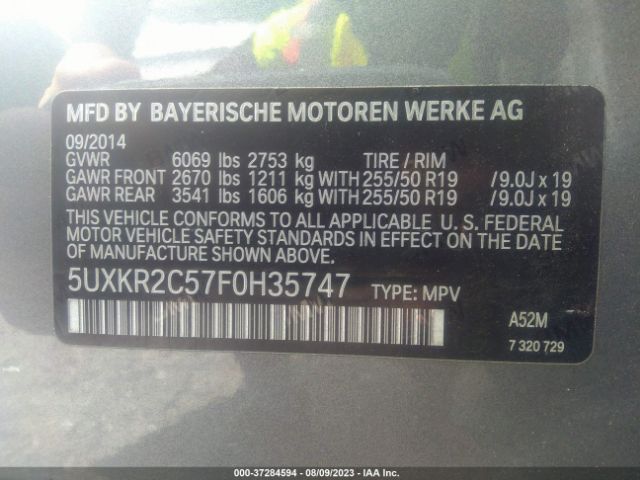 MFD BY BAYERISCHE MOTOREN WERKE AG
09/2014
GVWR 6069 lbs 2753 kg TIRE / RIM
GAWR FRONT 2670 lbs 1211 kg WITH 255/50 R19 /9.0J x 19
GAWR REAR 3541 lbs 1606 kg WITH 255/50 R19 /9.0J x 19
THIS VEHICLE CONFORMS TO ALL APPLICABLE U. S. FEDERAL
MOTOR VEHICLE SAFETY STANDARDS IN EFFECT ON THE DATE
OF MANUFACTURE SHOWN ABOVE.
5UXKR2C57F0H35747 TYPE: MPV
A52M
7 320 729
000-37284594 - 08/09/2023 - IAA Inc.